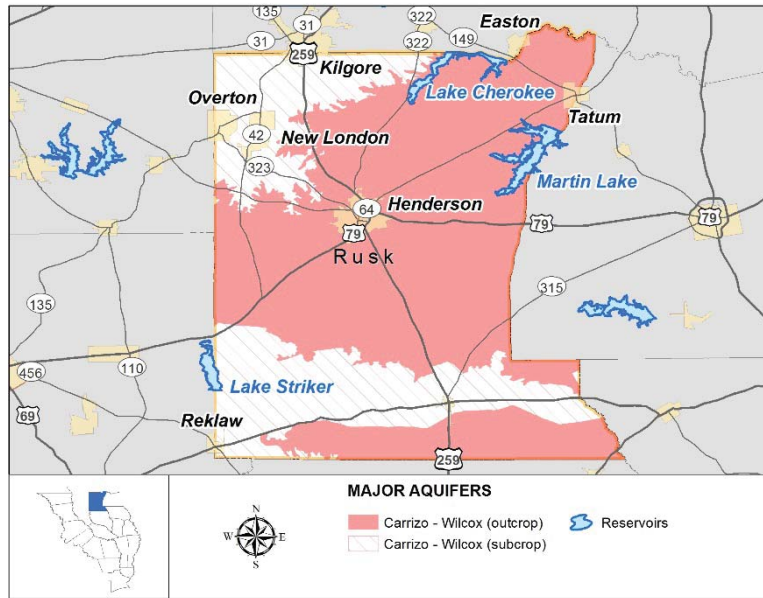 135
31
322
Easton
31
259
322
149
Kilgore
Lake Cherokee
Overton
Tatum
42
New London
323
Martin Lake
64
Henderson
79
79
79
Rusk
135
315
110
456
Lake Striker
69
Reklaw
259
MAJOR AQUIFERS
Carrizo - Wilcox (outcrop)
Reservoirs
Carrizo - Wilcox (subcrop)
N
W
E
S